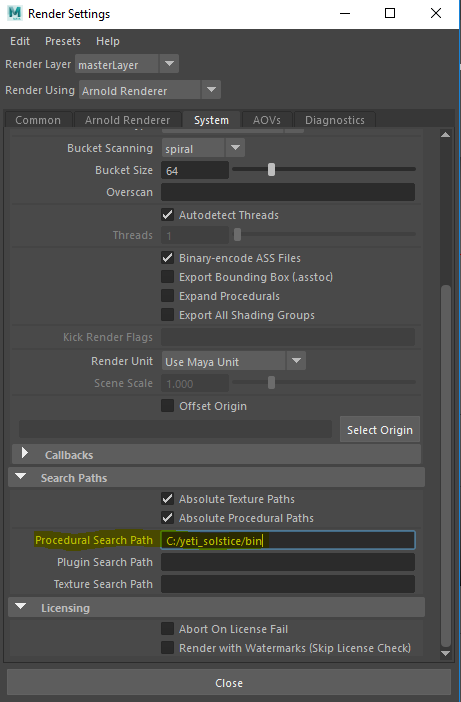 Render Settings
Edit Presets Help
Render Layer masterLayer
Render Using Arnold Renderer
Common Arnold Renderer System AOVs Diagnostics
Bucket Scanning spiral
Bucket Size 64
Overscan
Autodetect Threads
Threads 1
Binary-encode ASS Files
Export Bounding Box (.asstoc)
Expand Procedurals
Export All Shading Groups
Kick Render Flags
Render Unit Use Maya Unit
Scene Scale 1.000
Offset Origin
Select Origin
Callbacks
Search Paths
Absolute Texture Paths
Absolute Procedural Paths
Procedural Search Path C:/yeti_solstice/bin
Plugin Search Path
Texture Search Path
Licensing
Abort On License Fail
Render with Watermarks (Skip License Check)
Close